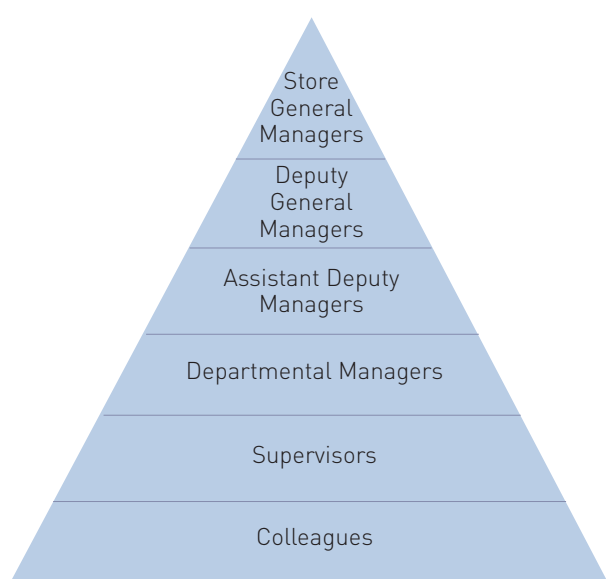 Store
General
Managers
Deputy
General
Managers
Assistant Deputy
Managers
Departmental Managers
Supervisors
Colleagues